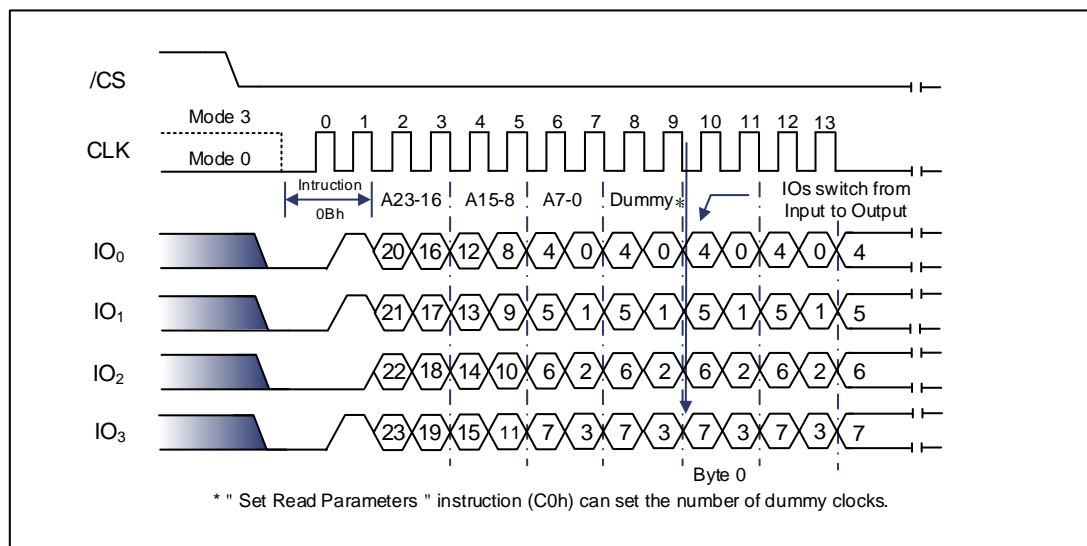 /CS
Mode 3
0 1 2 3 4 5 6 7 8 9 10 11 12 13
CLK
Mode 0
Intruction
0Bh
A23-16
A15-8
A7-0
Dummy*
IOs switch from
Input to Output
IO0 20 16 12 8 4 0 4 0 4 0 4 0 4
IO1 21 17 13 9 5 1 5 1 5 1 5 1 5
IO2 22 18 14 10 6 2 6 2 6 2 6 2 6
IO3 23 19 15 11 7 3 7 3 7 3 7 3 7
Byte 0
* " Set Read Parameters " instruction (C0h) can set the number of dummy clocks.